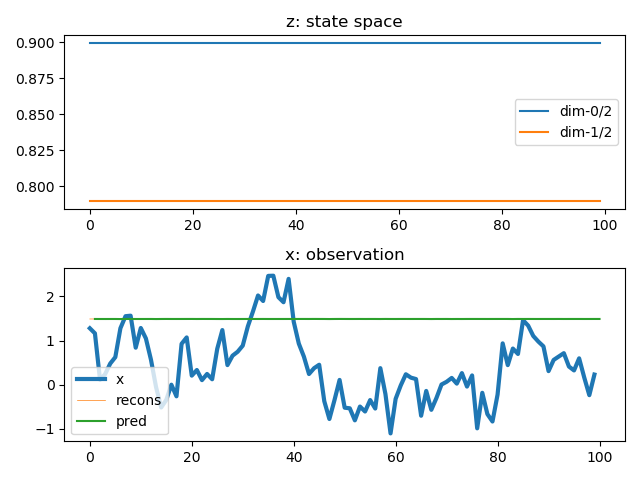 z: state space
0.900
0.875
0.850
0.825
0.800
dim-0/2
dim-1/2
0 20 40 60 80 100
x: observation
2
1
0
−1
x
recons
pred
0 20 40 60 80 100